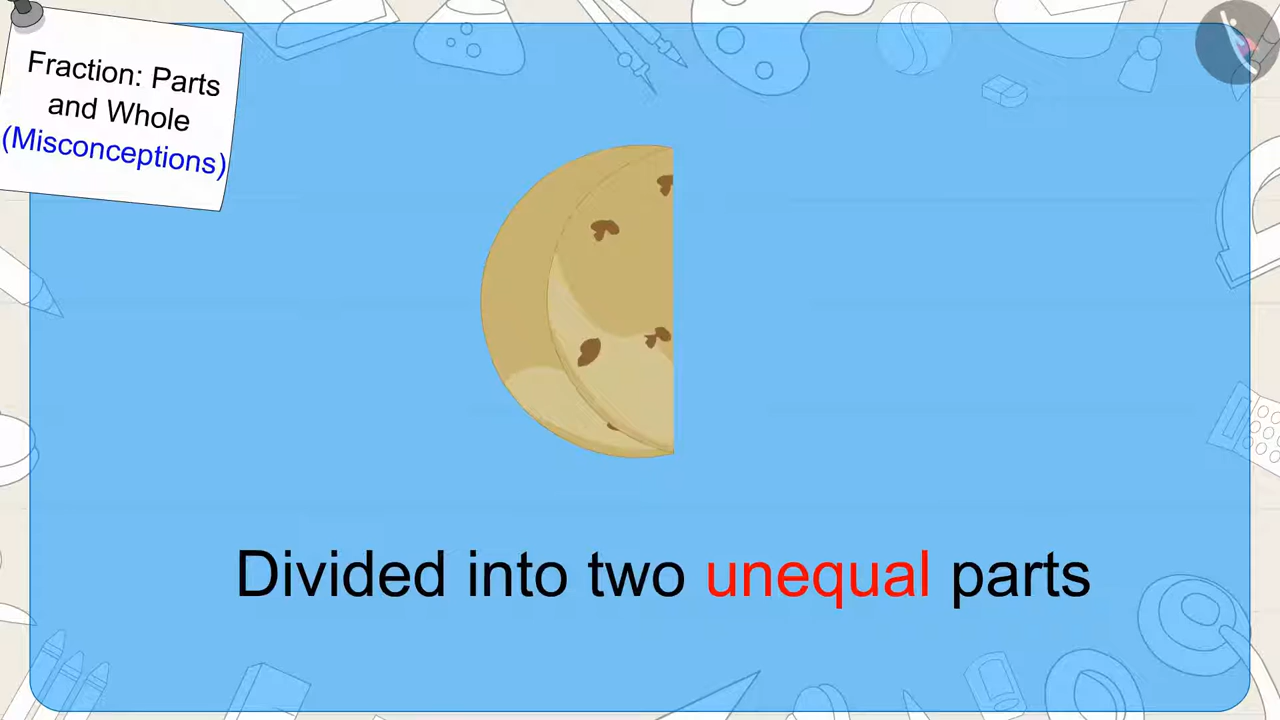 Fraction: Parts
and Whole
(Misconceptions)
Divided into two unequal parts